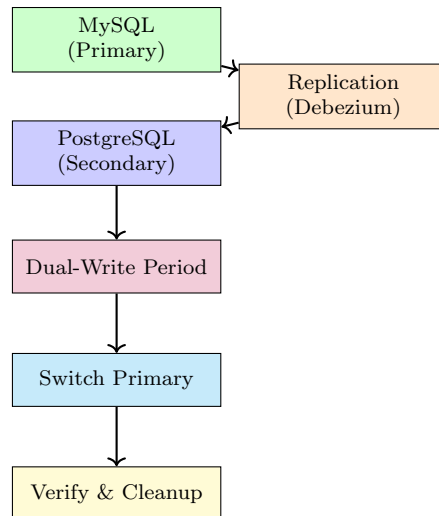 MySQL
(Primary)
Replication
(Debezium)
PostgreSQL
(Secondary)
Dual-Write Period
Switch Primary
Verify & Cleanup